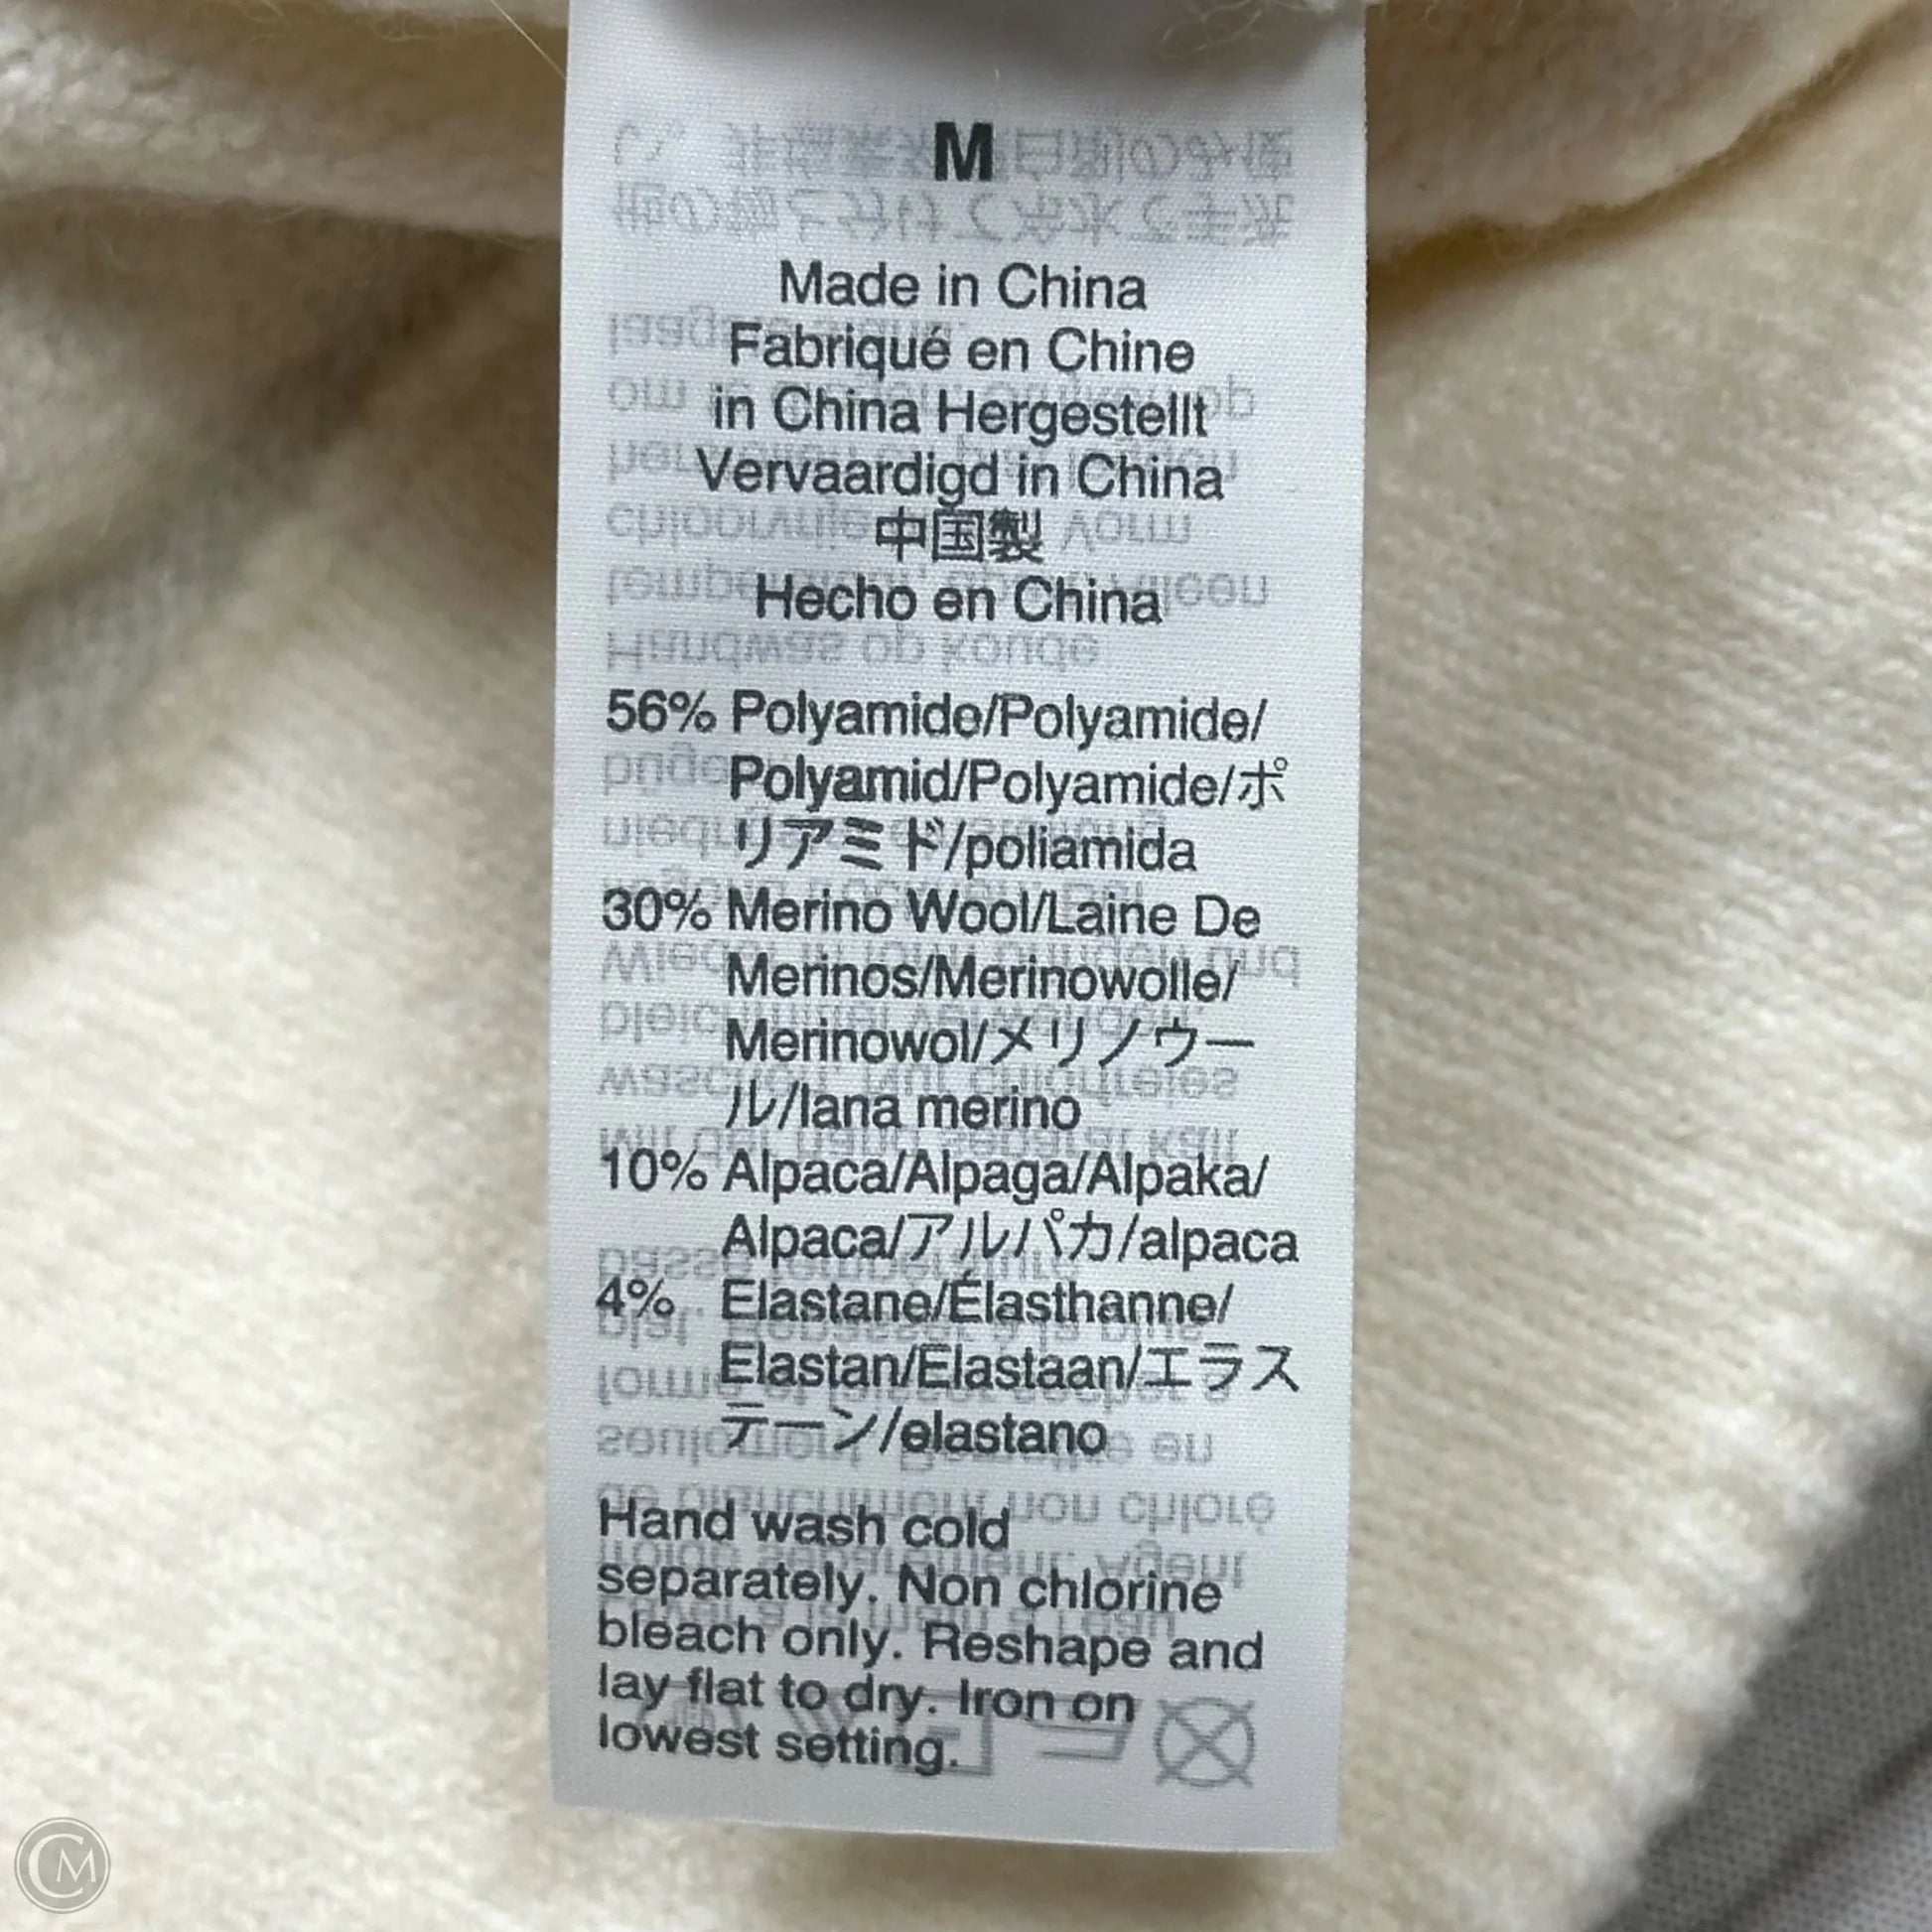 M
Made in China
Fabriqué en Chine
in China Hergestellt
Vervaardigd in China
中国製
Hecho en China
56% Polyamide/Polyamide/
Polyamid/Polyamide/ポ
リアミド/poliamida
30% Merino Wool/Laine De
Merinos/Merinowolle/
Merinowol/メリノウー
ル/lana merino
10% Alpaca/Alpaga/Alpaka/
Alpaca/アルパカ/alpaca
4% Elastane/Élasthanne/
Elastan/Elastaan/エラス
テーン/elastano
Hand wash cold
separately. Non chlorine
bleach only. Reshape and
lay flat to dry. Iron on
lowest setting.
CM